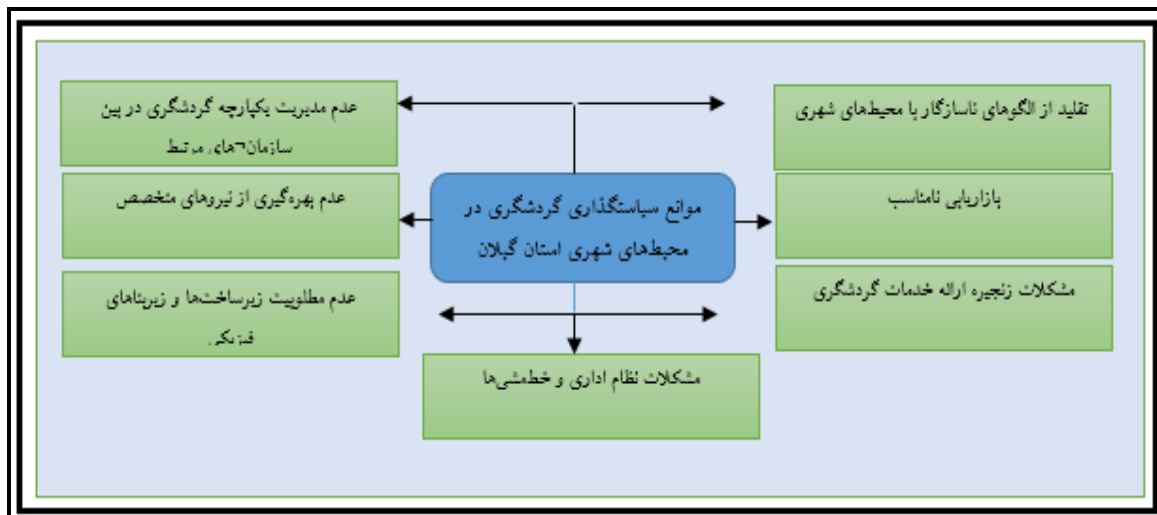 تقلید از الگوهای ناسازگار با محیط‌های شهری
بازاریابی نامناسب
مشکلات زنجیره ارائه خدمات گردشگری
موانع سیاستگذاری گردشگری در
محیط‌های شهری استان گیلان
عدم مدیریت یکپارچه گردشگری در بین
سازمان¬های مرتبط
عدم بهره‌گیری از نیروهای متخصص
عدم مطلوبیت زیرساخت‌ها و زیربناهای
فیزیکی
مشکلات نظام اداری و خط‌مشی‌ها